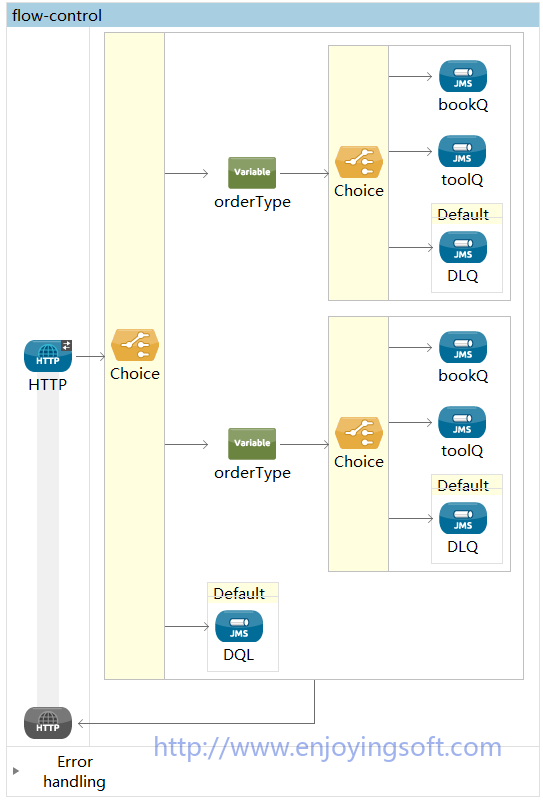 flow-control
JMS
bookQ
JMS
toolQ
Variable
orderType
Choice
Default
JMS
DLQ
HTTP
HTTP
Choice
JMS
bookQ
JMS
toolQ
Variable
orderType
Choice
Default
JMS
DLQ
Default
JMS
DQL
HTTP
http://www.enjoyingsoft.com
Error
handling